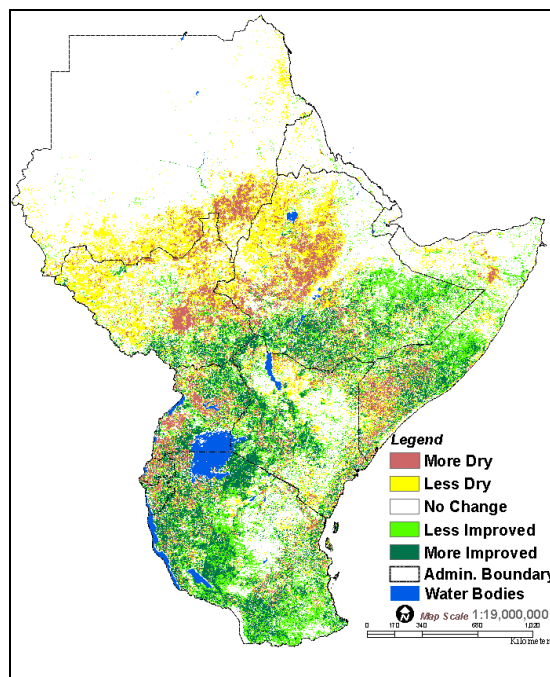 Legend
More Dry
Less Dry
No Change
Less Improved
More Improved
Admin. Boundary
Water Bodies
N Map Scale 1:19,000,000
0 170 340 680 1,020
Kilometer